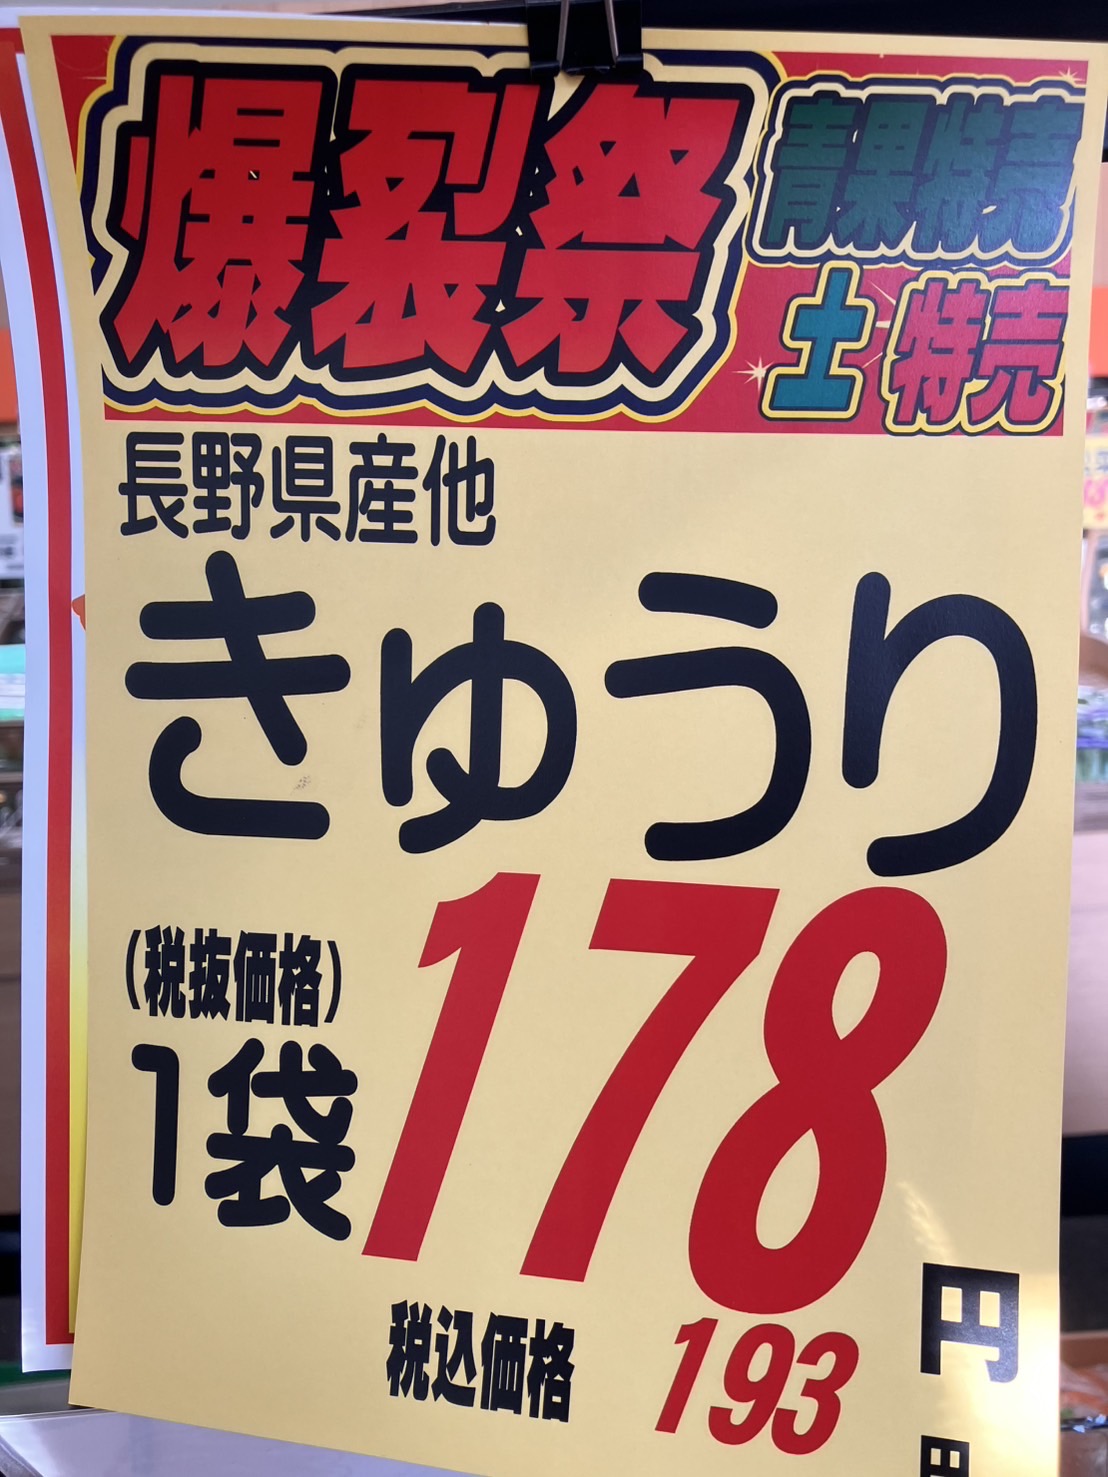 爆裂祭
青果特売
土特売
長野県産他
きゅうり
(税抜価格)
1袋
178
円
税込価格
193
円